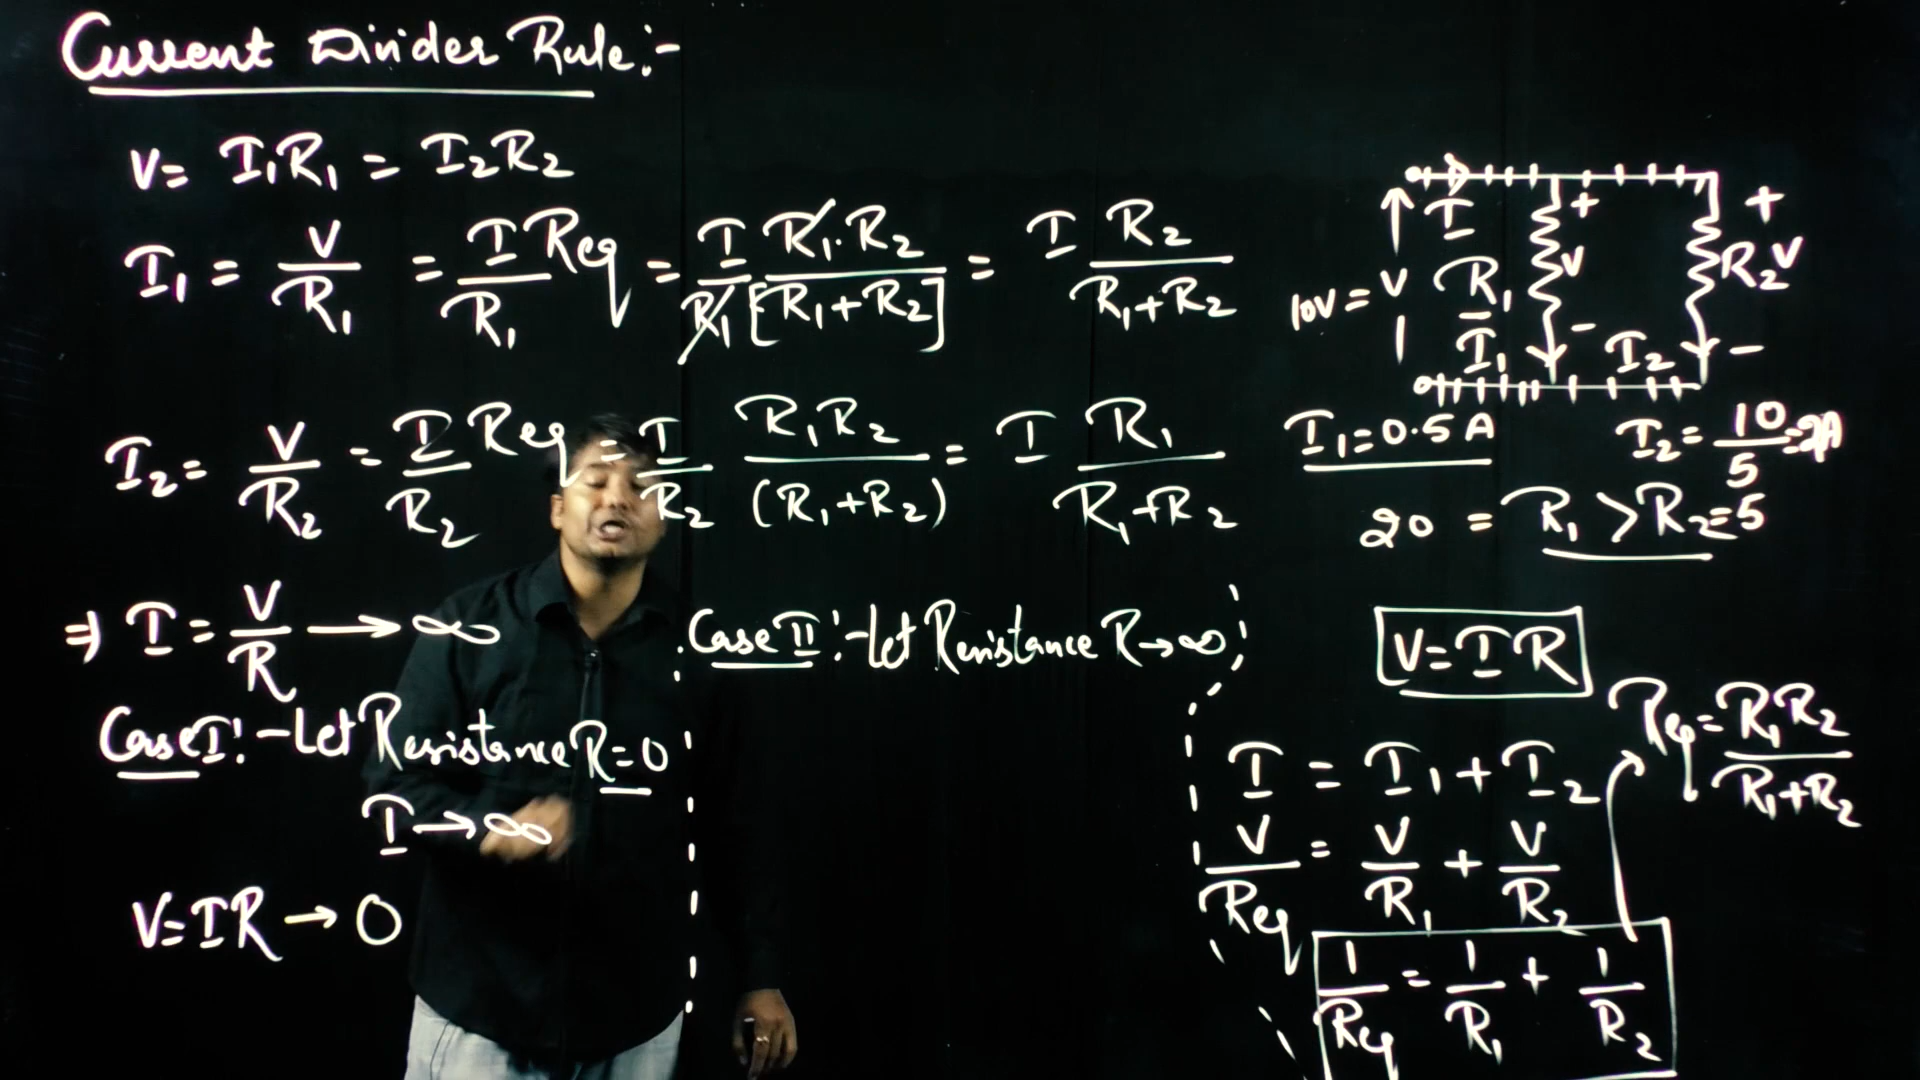 Current Divider Rule:-
V= I₁R₁ = I₂R₂
I₁ = V/R₁ = I Req/R₁ = I/R₁ R₁.R₂/[R₁+R₂] = I R₂/R₁+R₂
I₂= V/R₂ = I Req/R₂ = I/R₂ R₁R₂/(R₁+R₂) = I R₁/R₁+R₂
⇒ I = V/R → ∞
Case I:- Let Resistance R=0
I → ∞
V=IR → 0
Case II:- Let Resistance R→∞
I
+
+
10V = V
R₁
V
R₂
V
-
-
I₁
I₂
-
I₁=0.5A
I₂= 10/5 =2A
20 = R₁ > R₂=5
V=IR
Req= R₁R₂/R₁+R₂
I = I₁ + I₂
V/Req = V/R₁ + V/R₂
1/Req = 1/R₁ + 1/R₂